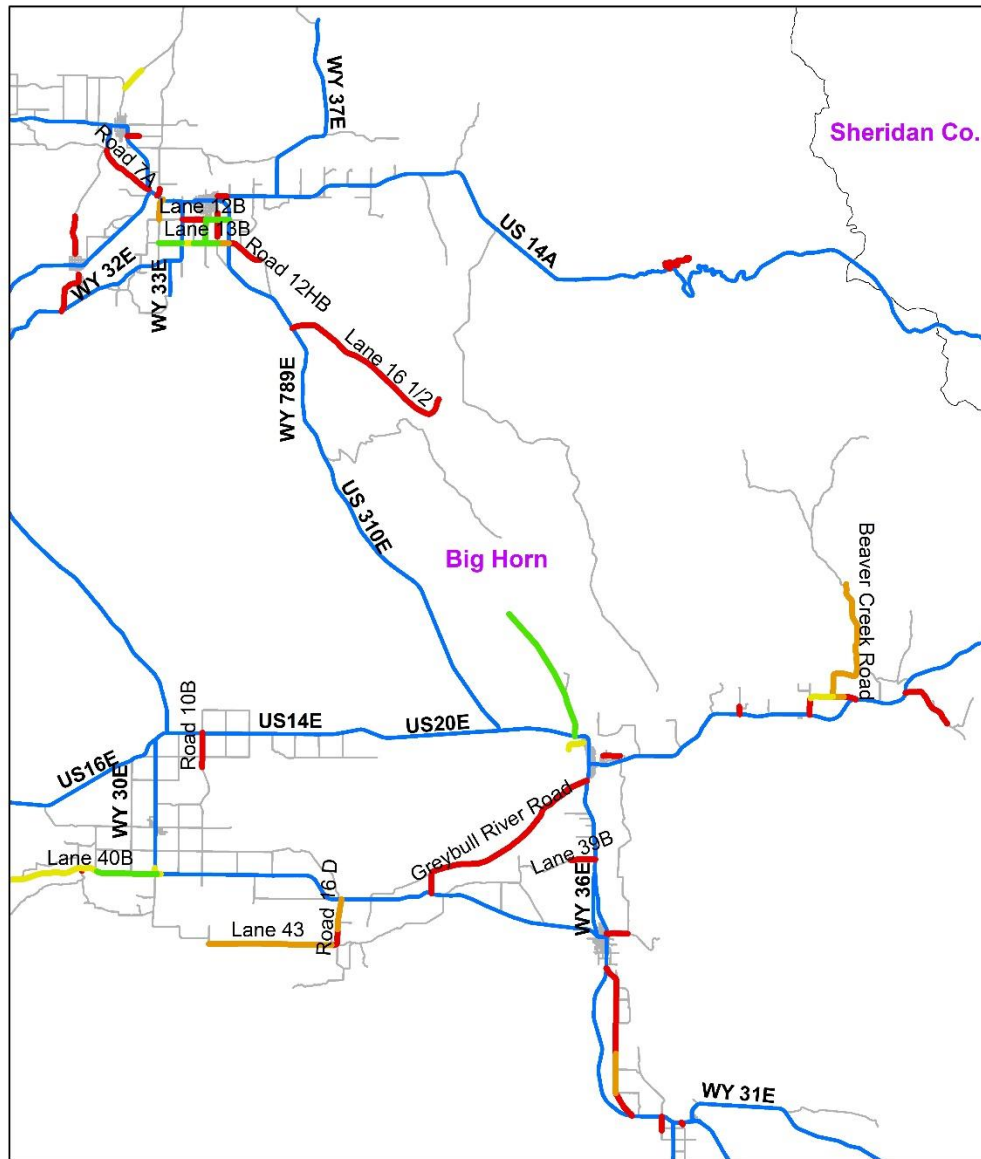 WY 37E
Sheridan Co.
Road 7A
Lane 12B
Lane 13B
WY 32E
WY 33E
Road 12HB
US 14A
Lane 16 1/2
WY 789E
US 310E
Big Horn
Beaver Creek Road
Road 10B
US14E
US20E
US16E
WY 30E
Greybull River Road
Lane 40B
Lane 39B
Road 16 D
WY 36E
Lane 43
WY 31E